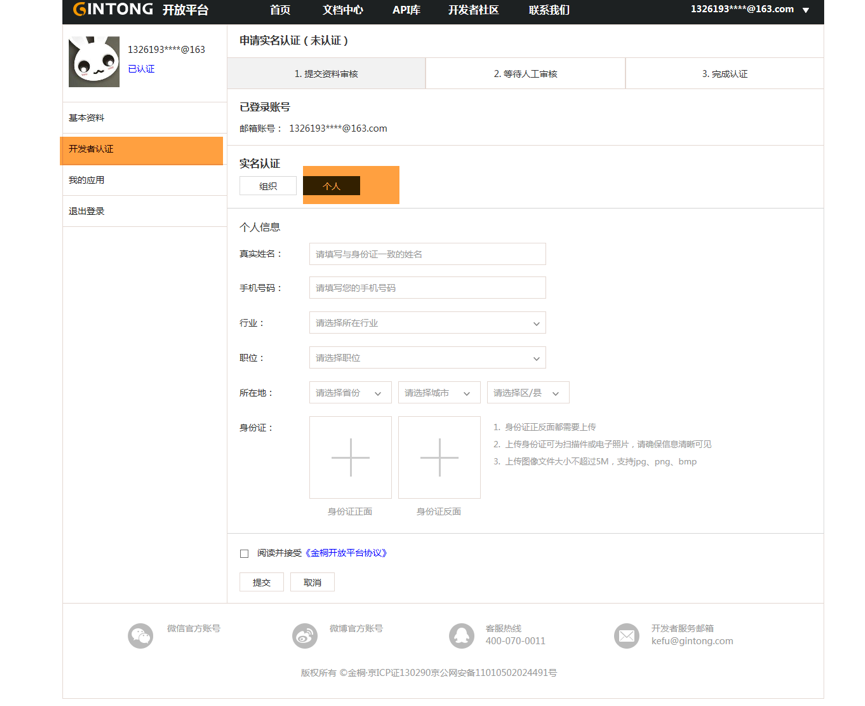 GINTONG 开放平台 首页 文档中心 API库 开发者社区 联系我们 1326193****@163.com
1326193****@163
已认证
基本资料
开发者认证
我的应用
退出登录
申请实名认证（未认证）
1. 提交资料审核 2. 等待人工审核 3. 完成认证
已登录账号
邮箱账号： 1326193****@163.com
实名认证
组织 个人
个人信息
真实姓名： 请填写与身份证一致的姓名
手机号码： 请填写您的手机号码
行业： 请选择所在行业
职位： 请选择职位
所在地： 请选择省份 请选择城市 请选择区/县
身份证：
身份证正面 身份证反面
1. 身份证正反面都需要上传
2. 上传身份证可为扫描件或电子照片，请确保信息清晰可见
3. 上传图像文件大小不超过5M，支持jpg、png、bmp
阅读并接受《金桐开放平台协议》
提交 取消
微信官方账号 微博官方账号 客服热线 开发者服务邮箱
400-070-0011 kefu@gintong.com
版权所有 ©金桐·京ICP证130290京公网安备11010502024491号